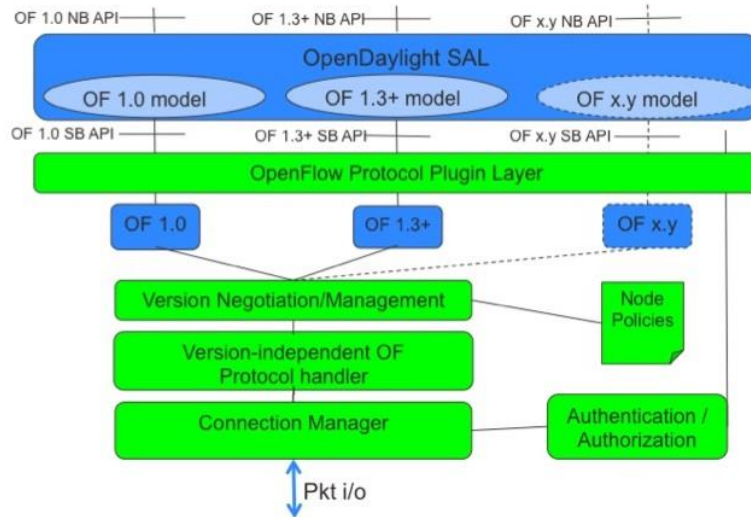 OF 1.0 NB API
OF 1.3+ NB API
OF x.y NB API
OpenDaylight SAL
OF 1.0 model
OF 1.3+ model
OF x.y model
OF 1.0 SB API
OF 1.3+ SB API
OF x.y SB API
OpenFlow Protocol Plugin Layer
OF 1.0
OF 1.3+
OF x.y
Version Negotiation/Management
Node
Policies
Version-independent OF
Protocol handler
Connection Manager
Authentication /
Authorization
Pkt i/o